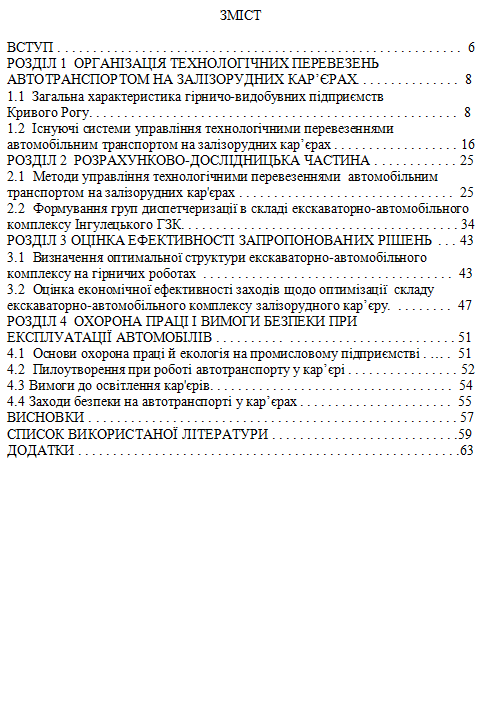 ЗМІСТ
ВСТУП . . . . . . . . . . . . . . . . . . . . . . . . . . . . . . . . . . . . . . . . . . . . . . . . . . . . . . 6
РОЗДІЛ 1 ОРГАНІЗАЦІЯ ТЕХНОЛОГІЧНИХ ПЕРЕВЕЗЕНЬ
АВТОТРАНСПОРТОМ НА ЗАЛІЗОРУДНИХ КАР’ЄРАХ. . . . . . . . . . . . . . 8
1.1 Загальна характеристика гірничо-видобувних підприємств
Кривого Рогу. . . . . . . . . . . . . . . . . . . . . . . . . . . . . . . . . . . . . . . . . . . . . . . . . 8
1.2 Існуючі системи управління технологічними перевезеннями
автомобільним транспортом на залізорудних кар’єрах . . . . . . . . . . . . . . . . . 16
РОЗДІЛ 2 РОЗРАХУНКОВО-ДОСЛІДНИЦЬКА ЧАСТИНА . . . . . . . . . . . . 25
2.1 Методи управління технологічними перевезеннями автомобільним
транспортом на залізорудних кар'єрах . . . . . . . . . . . . . . . . . . . . . . . . . . . . . 25
2.2 Формування груп диспетчеризації в складі екскаваторно-автомобільного
комплексу Інгулецького ГЗК. . . . . . . . . . . . . . . . . . . . . . . . . . . . . . . . . . . . . 34
РОЗДІЛ 3 ОЦІНКА ЕФЕКТИВНОСТІ ЗАПРОПОНОВАНИХ РІШЕНЬ . . . 43
3.1 Визначення оптимальної структури екскаваторно-автомобільного
комплексу на гірничих роботах . . . . . . . . . . . . . . . . . . . . . . . . . . . . . . . . . 43
3.2 Оцінка економічної ефективності заходів щодо оптимізації складу
екскаваторно-автомобільного комплексу залізорудного кар’єру. . . . . . . . . 47
РОЗДІЛ 4 ОХОРОНА ПРАЦІ І ВИМОГИ БЕЗПЕКИ ПРИ
ЕКСПЛУАТАЦІЇ АВТОМОБІЛІВ . . . . . . . . . . . . . . . . . . . . . . . . . . . . . . . . 51
4.1 Основи охорона праці й екологія на промисловому підприємстві . . ... . 51
4.2 Пилоутворення при роботі автотранспорту у кар’єрі . . . . . . . . . . . . . . . 52
4.3 Вимоги до освітлення кар'єрів. . . . . . . . . . . . . . . . . . . . . . . . . . . . . . . . 54
4.4 Заходи безпеки на автотранспорті у кар’єрах . . . . . . . . . . . . . . . . . . . . . 55
ВИСНОВКИ . . . . . . . . . . . . . . . . . . . . . . . . . . . . . . . . . . . . . . . . . . . . . . . . . 57
СПИСОК ВИКОРИСТАНОЇ ЛІТЕРАТУРИ . . . . . . . . . . . . . . . . . . . . . . . . .59
ДОДАТКИ . . . . . . . . . . . . . . . . . . . . . . . . . . . . . . . . . . . . . . . . . . . . . . . . . . .63